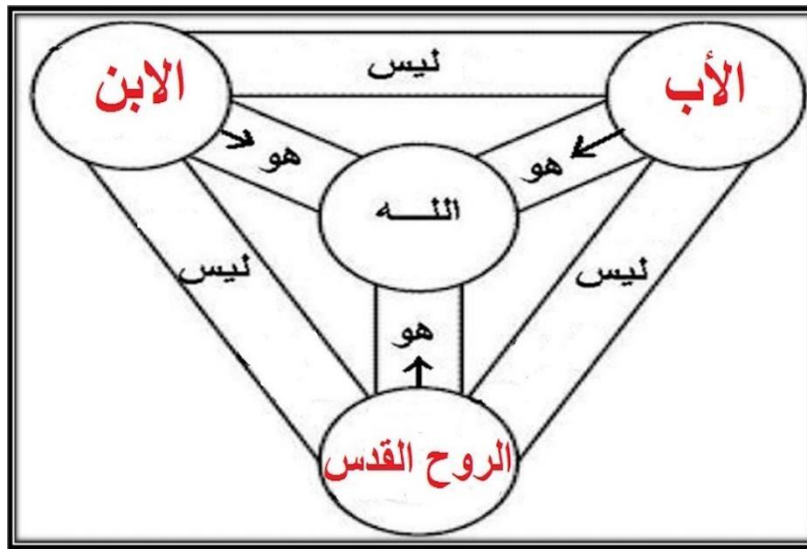 الأب
ليس
الابن
هو
هو
الله
ليس
ليس
هو
الروح القدس